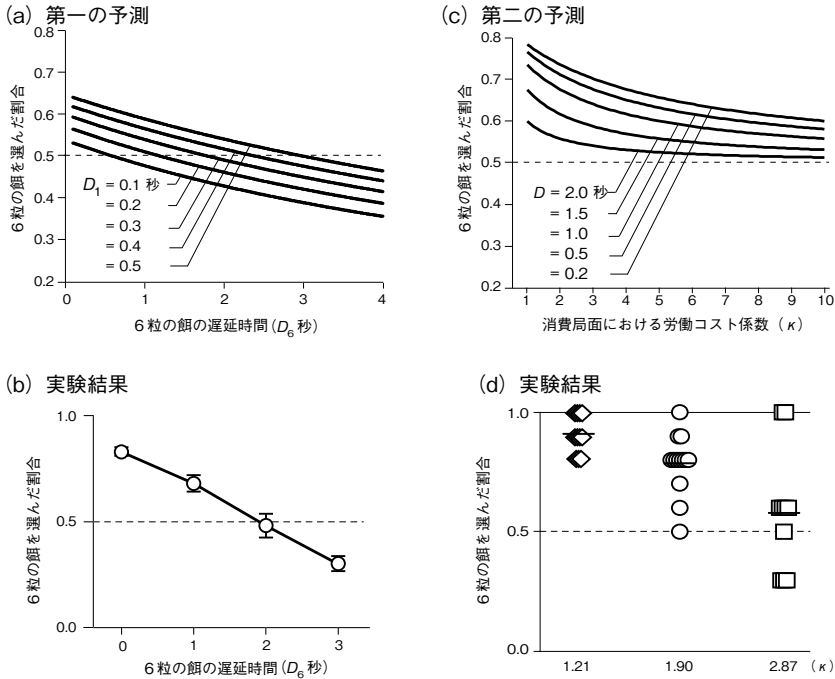 (a) 第一の予測
0.8
0.7
0.6
0.5
0.4
0.3
0.2
6粒の餌を選んだ割合
D₁ = 0.1 秒
= 0.2
= 0.3
= 0.4
= 0.5
0 1 2 3 4
6粒の餌の遅延時間(D₆秒)
(c) 第二の予測
0.8
0.7
0.6
0.5
0.3
0.2
6粒の餌を選んだ割合
D = 2.0 秒
= 1.5
= 1.0
= 0.5
= 0.2
1 2 3 4 5 6 7 8 9 10
消費局面における労働コスト係数(κ)
(b) 実験結果
1.0
0.5
0.0
6粒の餌を選んだ割合
0 1 2 3
6粒の餌の遅延時間(D₆秒)
(d) 実験結果
1.0
0.5
0.0
6粒の餌を選んだ割合
1.21 1.90 2.87 (κ)